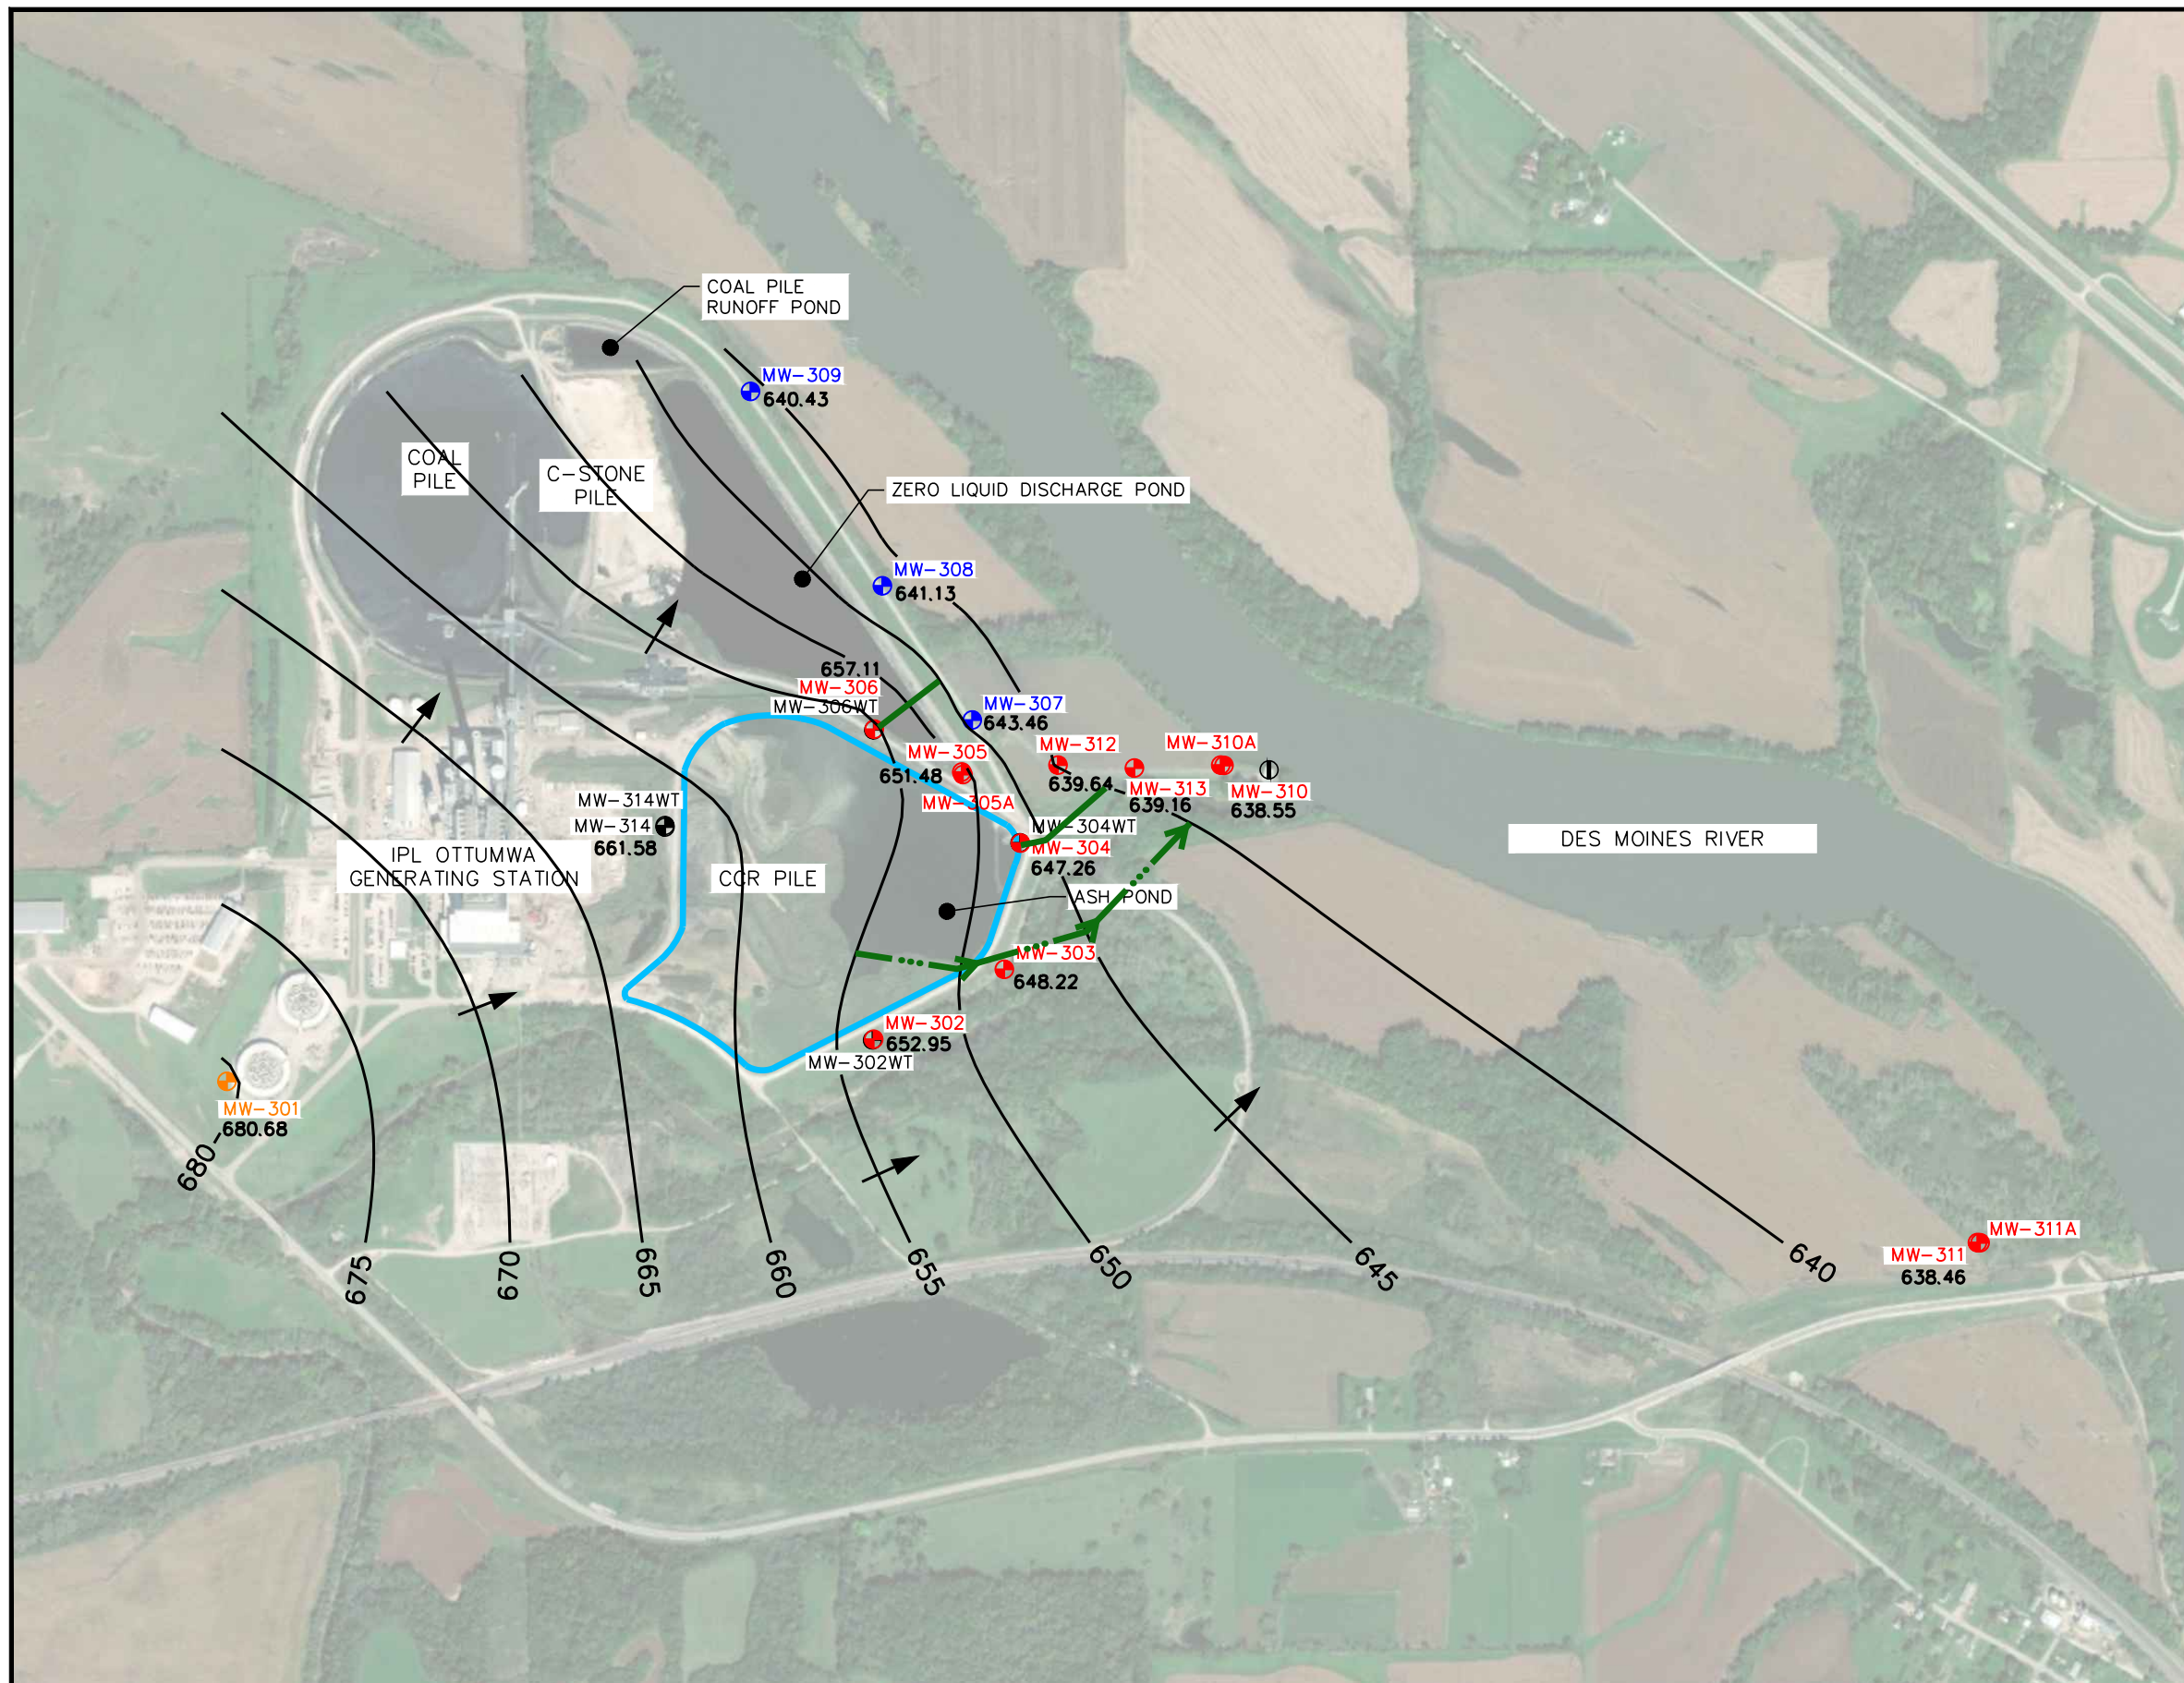 COAL PILE
RUNOFF POND
MW-309
640.43
COAL
PILE
C-STONE
PILE
ZERO LIQUID DISCHARGE POND
MW-308
641.13
657.11
MW-306
MW-306WT
MW-307
643.46
MW-305
651.48
MW-305A
MW-312
639.64
MW-310A
MW-313
639.16
MW-310
638.55
MW-314WT
MW-314
661.58
MW-304WT
MW-304
647.26
DES MOINES RIVER
IPL OTTUMWA
GENERATING STATION
CCR PILE
ASH POND
MW-303
648.22
MW-302
652.95
MW-302WT
MW-301
680.68
680
675
670
665
660
655
650
645
640
MW-311A
MW-311
638.46